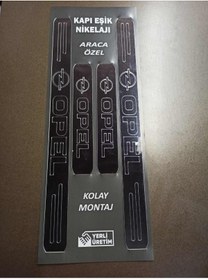 KAPI EŞİK
NİKELAJI
ARACA
ÖZEL
OPEL
OPEL
OPEL
OPEL
KOLAY
MONTAJ
YERLİ
ÜRETİM